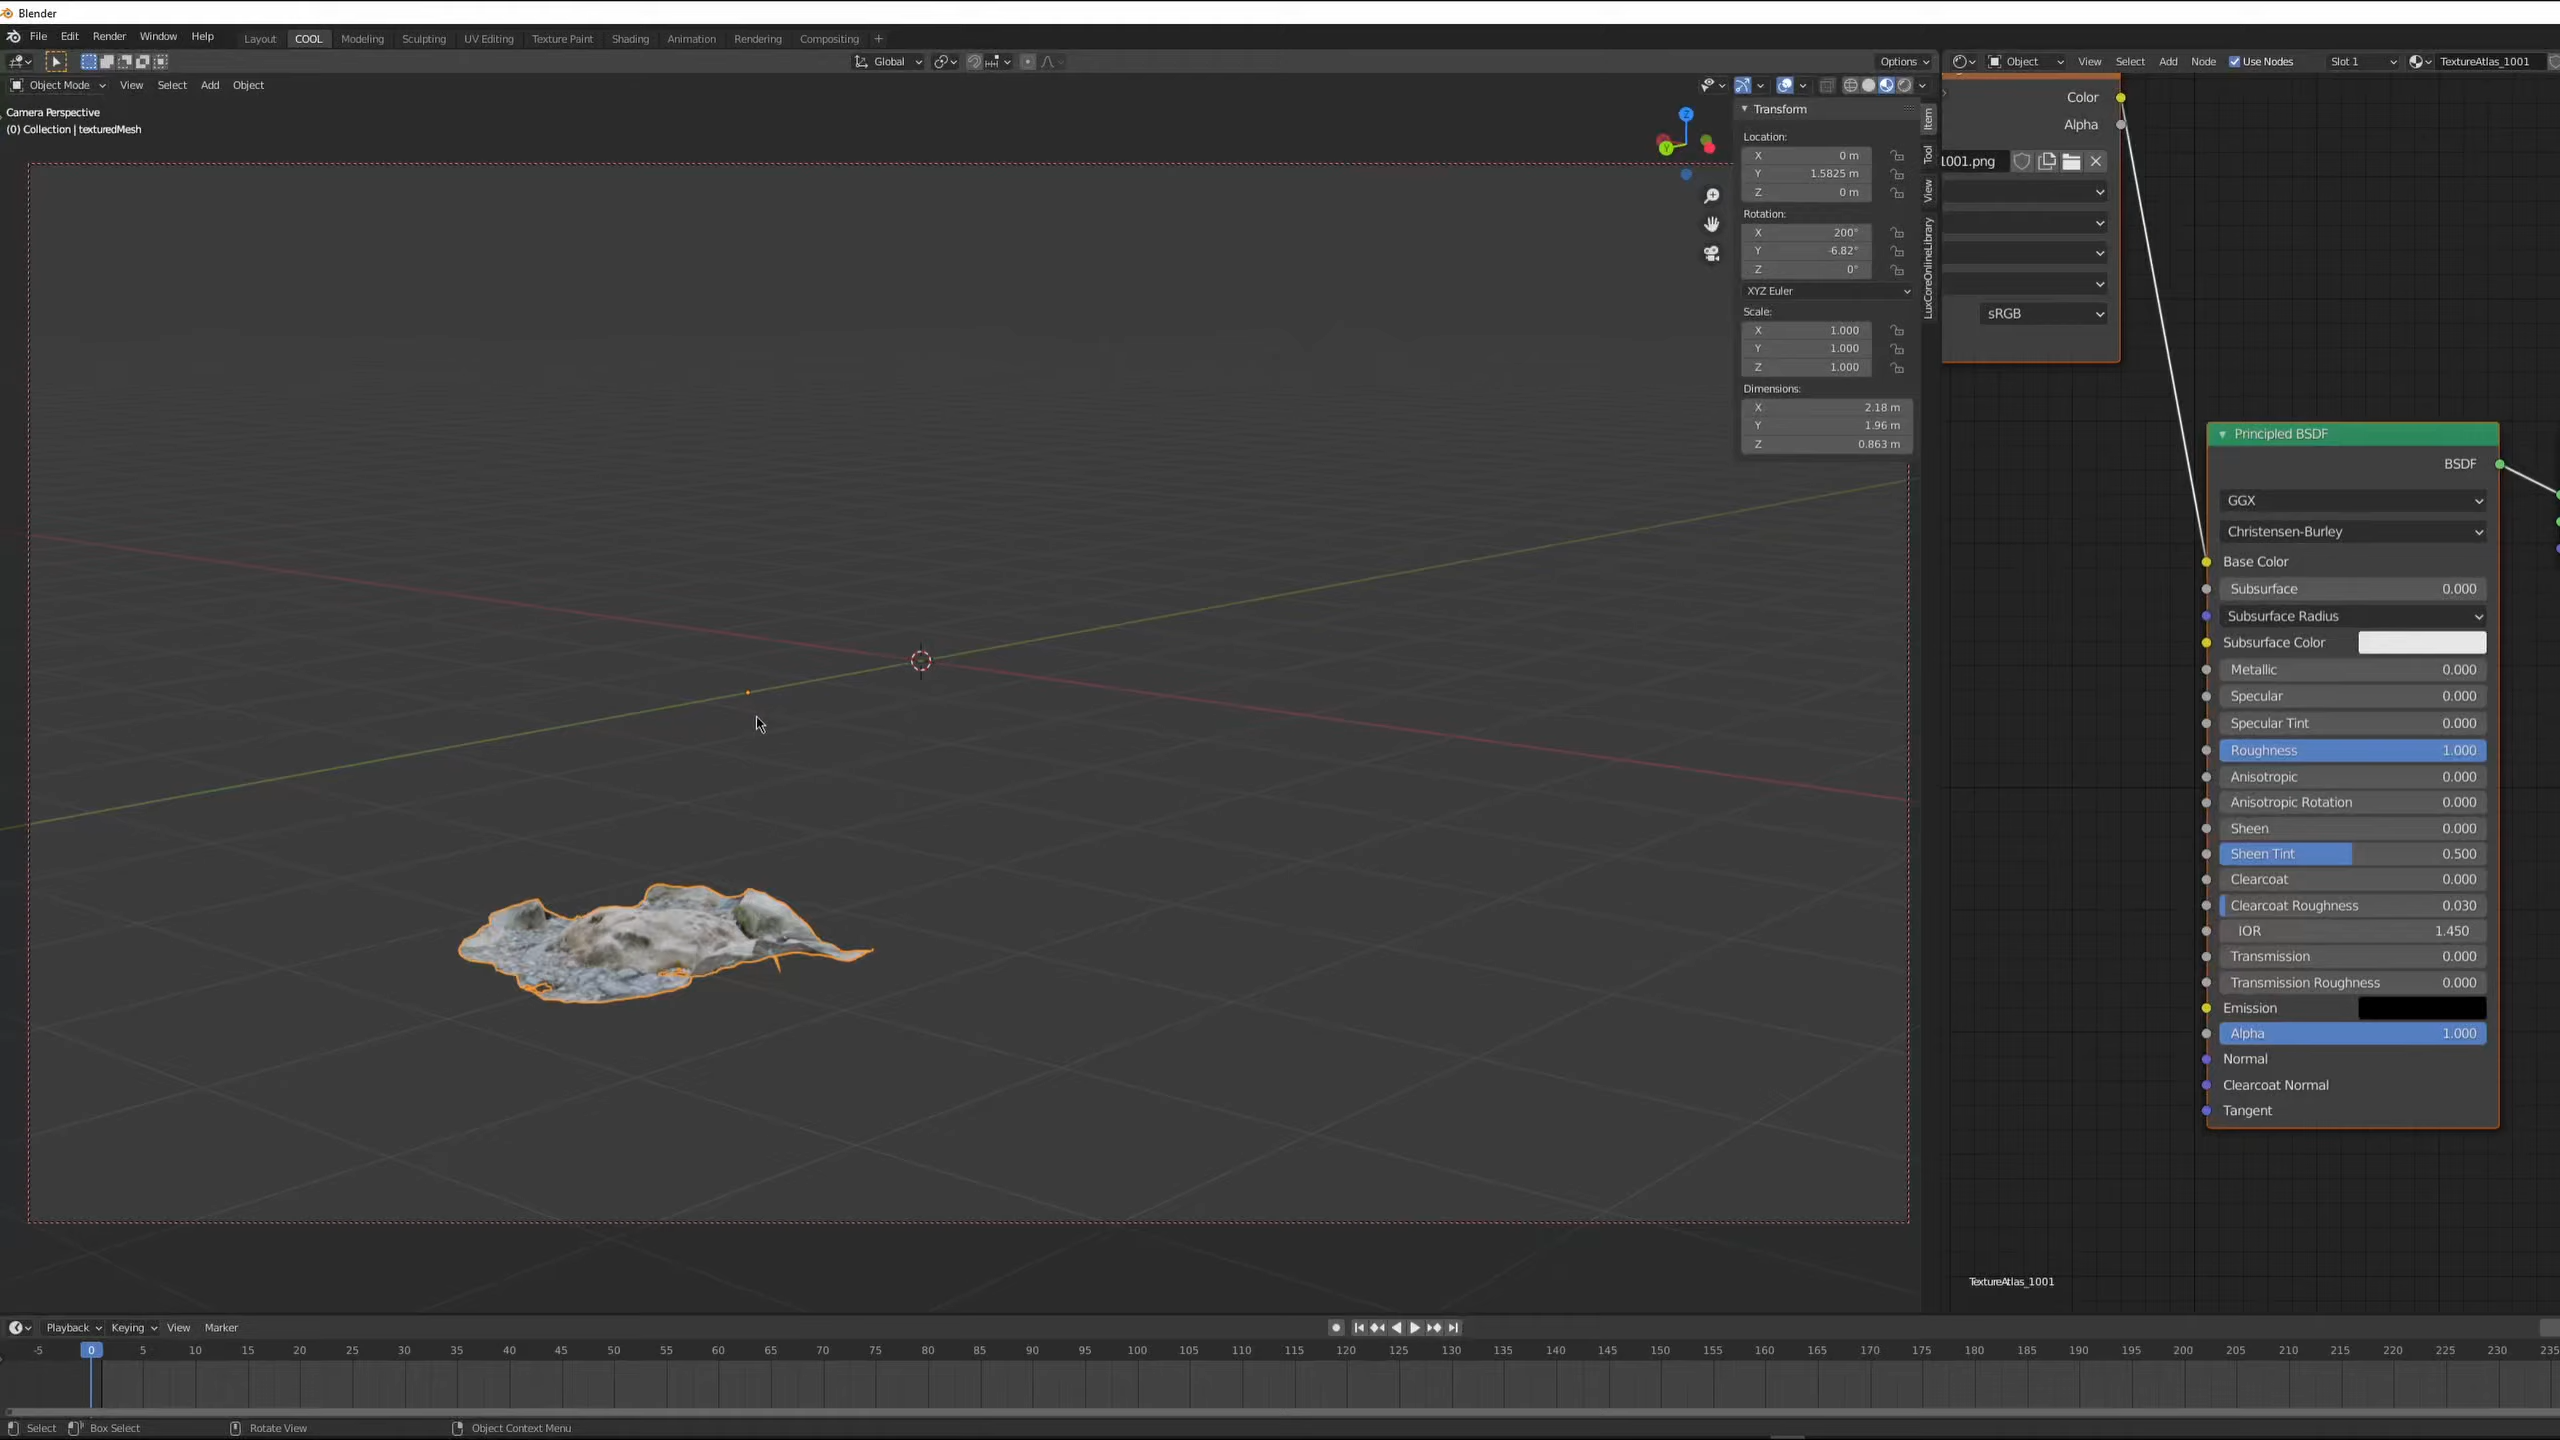 Blender
File Edit Render Window Help Layout COOL Modeling Sculpting UV Editing Texture Paint Shading Animation Rendering Compositing +
Global Options
Object Mode View Select Add Object
Camera Perspective
(0) Collection | texturedMesh
Transform
Location:
X 0 m
Y 1.5825 m
Z 0 m
Rotation:
X 200°
Y -6.82°
Z 0°
XYZ Euler
Scale:
X 1.000
Y 1.000
Z 1.000
Dimensions:
X 2.18 m
Y 1.96 m
Z 0.863 m
Item
Tool
View
LuxCoreOnlineLibrary
Z
Y
Object View Select Add Node Use Nodes Slot 1 TextureAtlas_1001
Color
Alpha
1001.png
sRGB
Principled BSDF
BSDF
GGX
Christensen-Burley
Base Color
Subsurface 0.000
Subsurface Radius
Subsurface Color
Metallic 0.000
Specular 0.000
Specular Tint 0.000
Roughness 1.000
Anisotropic 0.000
Anisotropic Rotation 0.000
Sheen 0.000
Sheen Tint 0.500
Clearcoat 0.000
Clearcoat Roughness 0.030
IOR 1.450
Transmission 0.000
Transmission Roughness 0.000
Emission
Alpha 1.000
Normal
Clearcoat Normal
Tangent
TextureAtlas_1001
Playback Keying View Marker
-5 0 5 10 15 20 25 30 35 40 45 50 55 60 65 70 75 80 85 90 95 100 105 110 115 120 125 130 135 140 145 150 155 160 165 170 175 180 185 190 195 200 205 210 215 220 225 230 235
Select Box Select Rotate View Object Context Menu